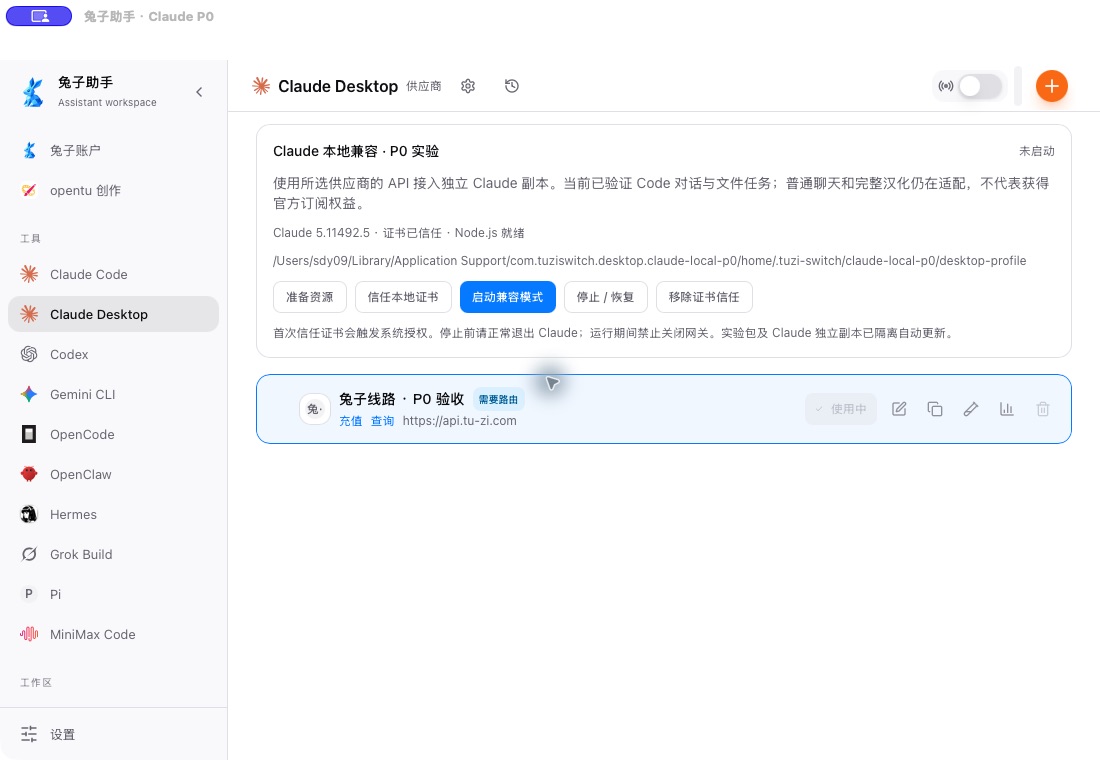 兔子助手 · Claude P0
兔子助手
Assistant workspace
兔子账户
opentu 创作
工具
Claude Code
Claude Desktop
Codex
Gemini CLI
OpenCode
OpenClaw
Hermes
Grok Build
P Pi
MiniMax Code
工作区
设置
Claude Desktop 供应商
Claude 本地兼容 · P0 实验 未启动
使用所选供应商的 API 接入独立 Claude 副本。当前已验证 Code 对话与文件任务；普通聊天和完整汉化仍在适配，不代表获得
官方订阅权益。
Claude 5.11492.5 · 证书已信任 · Node.js 就绪
/Users/sdy09/Library/Application Support/com.tuziswitch.desktop.claude-local-p0/home/.tuzi-switch/claude-local-p0/desktop-profile
准备资源 信任本地证书 启动兼容模式 停止 / 恢复 移除证书信任
首次信任证书会触发系统授权。停止前请正常退出 Claude；运行期间禁止关闭网关。实验包及 Claude 独立副本已隔离自动更新。
兔· 兔子线路 · P0 验收 需要路由
充值 查询 https://api.tu-zi.com
使用中